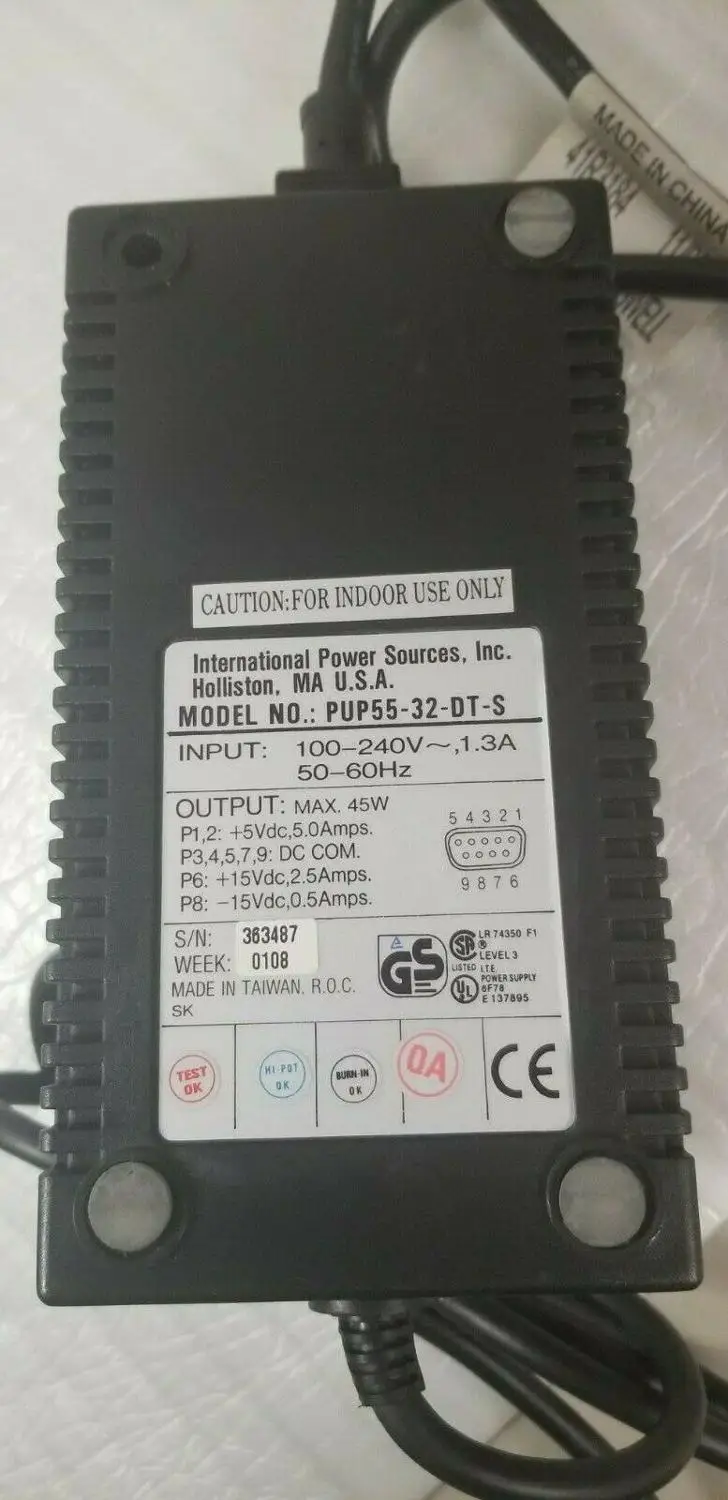 MADE IN CHINA
CAUTION:FOR INDOOR USE ONLY
International Power Sources, Inc.
Holliston, MA U.S.A.
MODEL NO.: PUP55-32-DT-S
INPUT: 100-240V~,1.3A
50-60Hz
OUTPUT: MAX. 45W
P1,2: +5Vdc,5.0Amps.
P3,4,5,7,9: DC COM.
P6: +15Vdc,2.5Amps.
P8: -15Vdc,0.5Amps.
5 4 3 2 1
9 8 7 6
S/N: 363487
WEEK: 0108
MADE IN TAIWAN. R.O.C.
SK
GS
SA ®
LR 74350 F1
LEVEL 3
LISTED I.T.E.
POWER SUPPLY
UL
6F78
E 137895
TEST
OK
HI-POT
OK
BURN-IN
OK
QA
CE